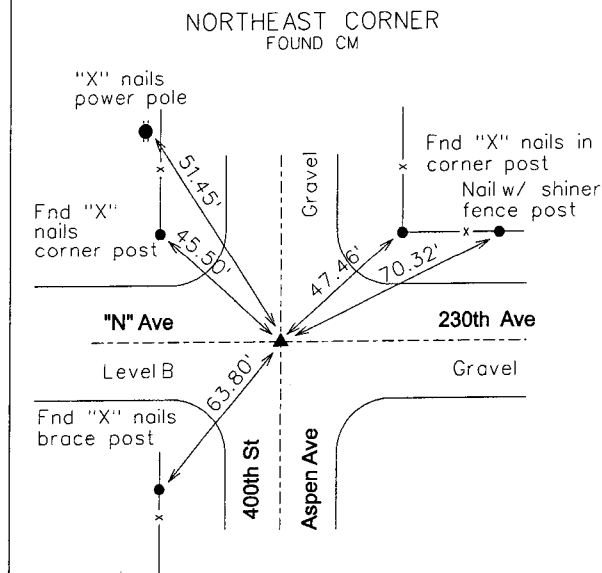 NORTHEAST CORNER
FOUND CM
"X" nails
power pole
51.45'
Gravel
Fnd "X" nails in
corner post
Nail w/ shiner
fence post
Fnd "X"
nails
corner post
45.50'
47.46'
70.32'
x
x
x
"N" Ave
230th Ave
Level B
Gravel
63.80'
Fnd "X" nails
brace post
400th St
Aspen Ave
x